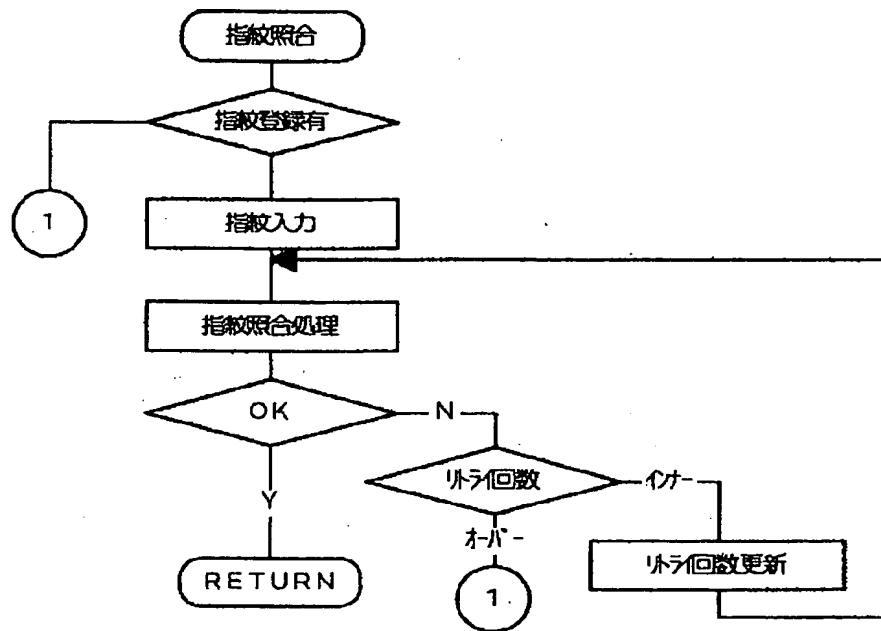 指紋照合
指紋登録有
1
指紋入力
指紋照合処理
OK
N
リトライ回数
インナー
Y
オーバー
リトライ回数更新
RETURN
1